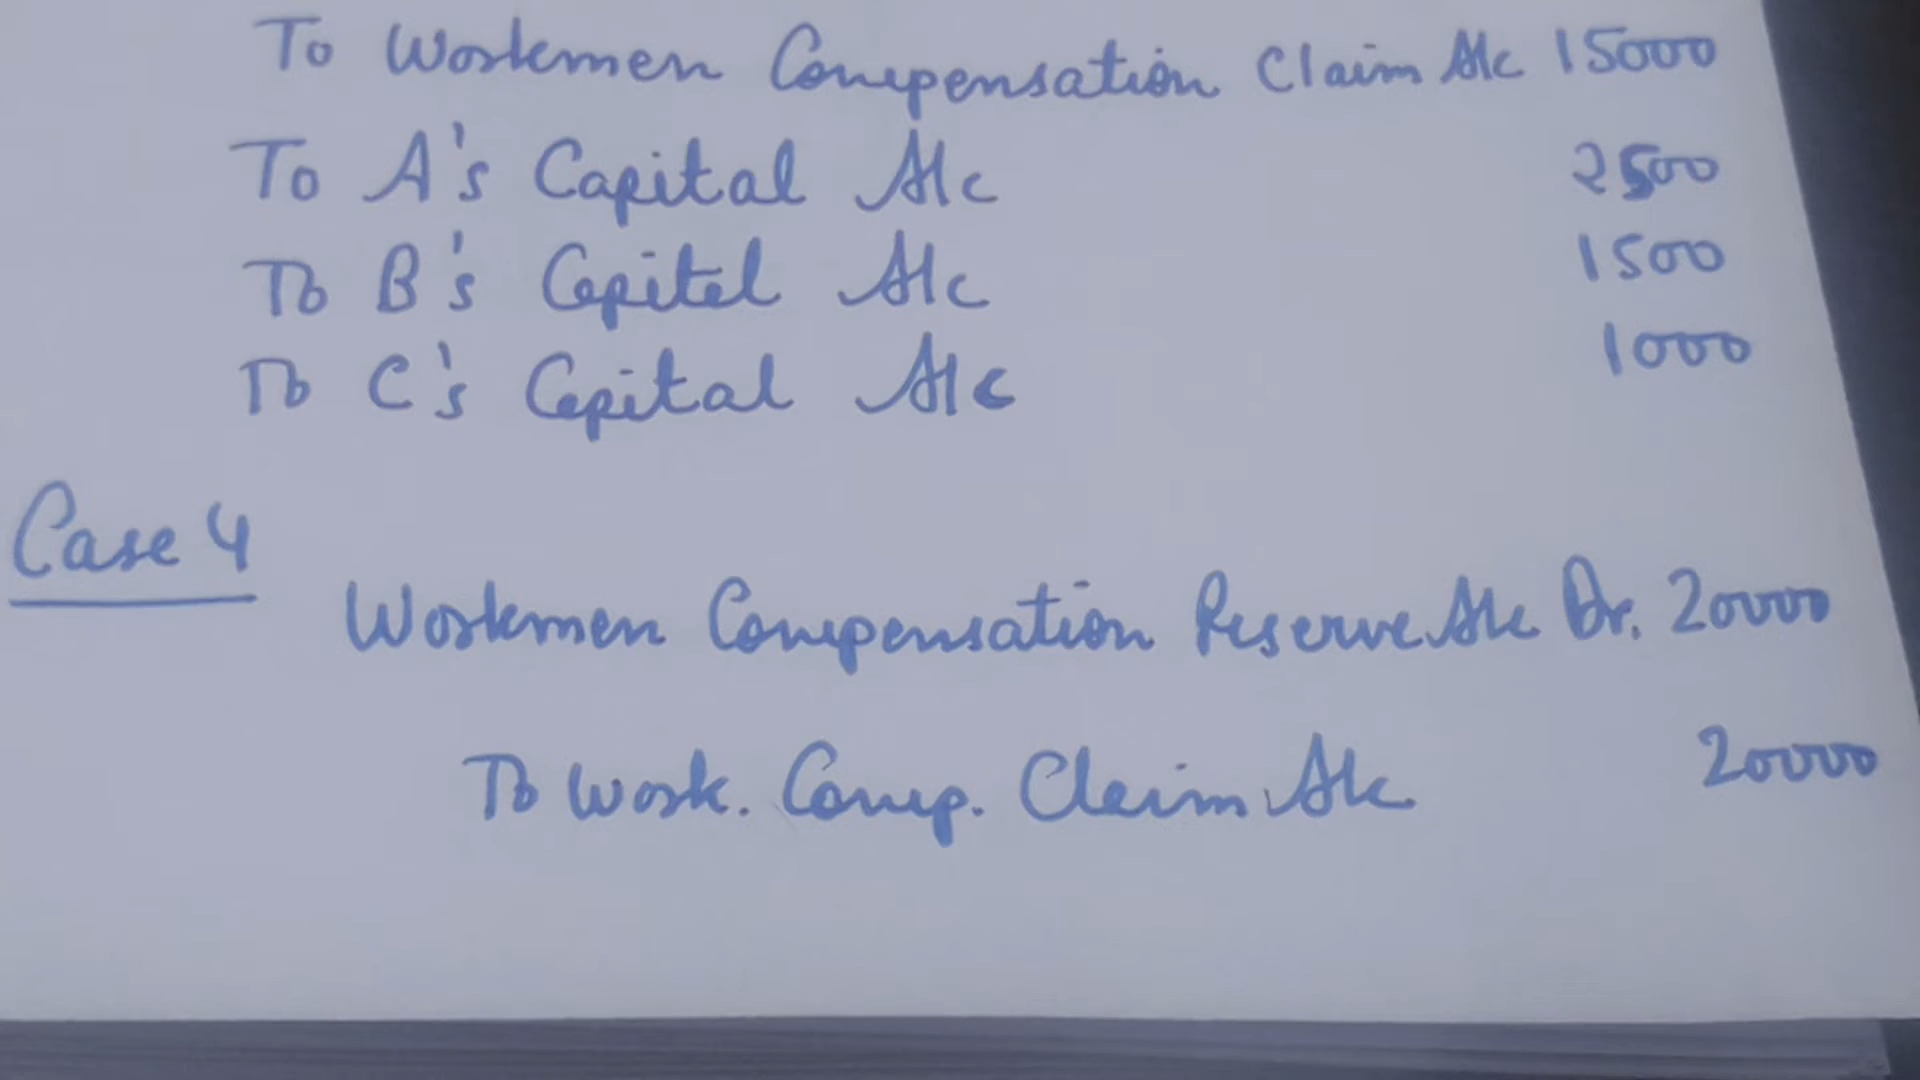 To Workmen Compensation Claim A/c 15000
To A's Capital A/c 2500
To B's Capital A/c 1500
To C's Capital A/c 1000
Case 4
Workmen Compensation Reserve A/c Dr. 20000
To Work. Comp. Claim A/c 20000